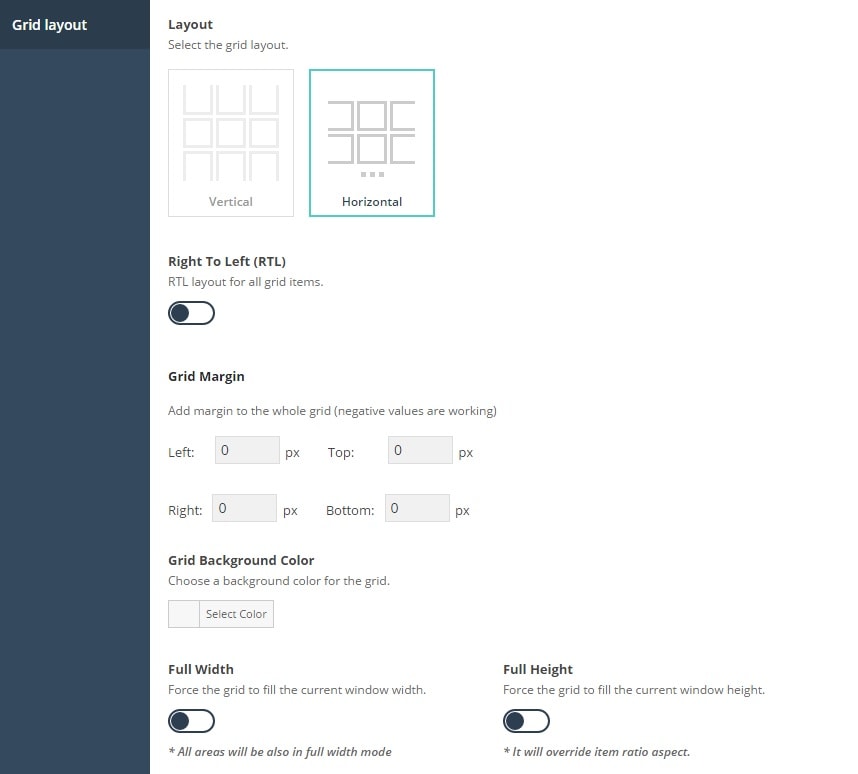 Grid layout
Layout
Select the grid layout.
Vertical
Horizontal
Right To Left (RTL)
RTL layout for all grid items.
Grid Margin
Add margin to the whole grid (negative values are working)
Left: 0 px Top: 0 px
Right: 0 px Bottom: 0 px
Grid Background Color
Choose a background color for the grid.
Select Color
Full Width
Force the grid to fill the current window width.
* All areas will be also in full width mode
Full Height
Force the grid to fill the current window height.
* It will override item ratio aspect.